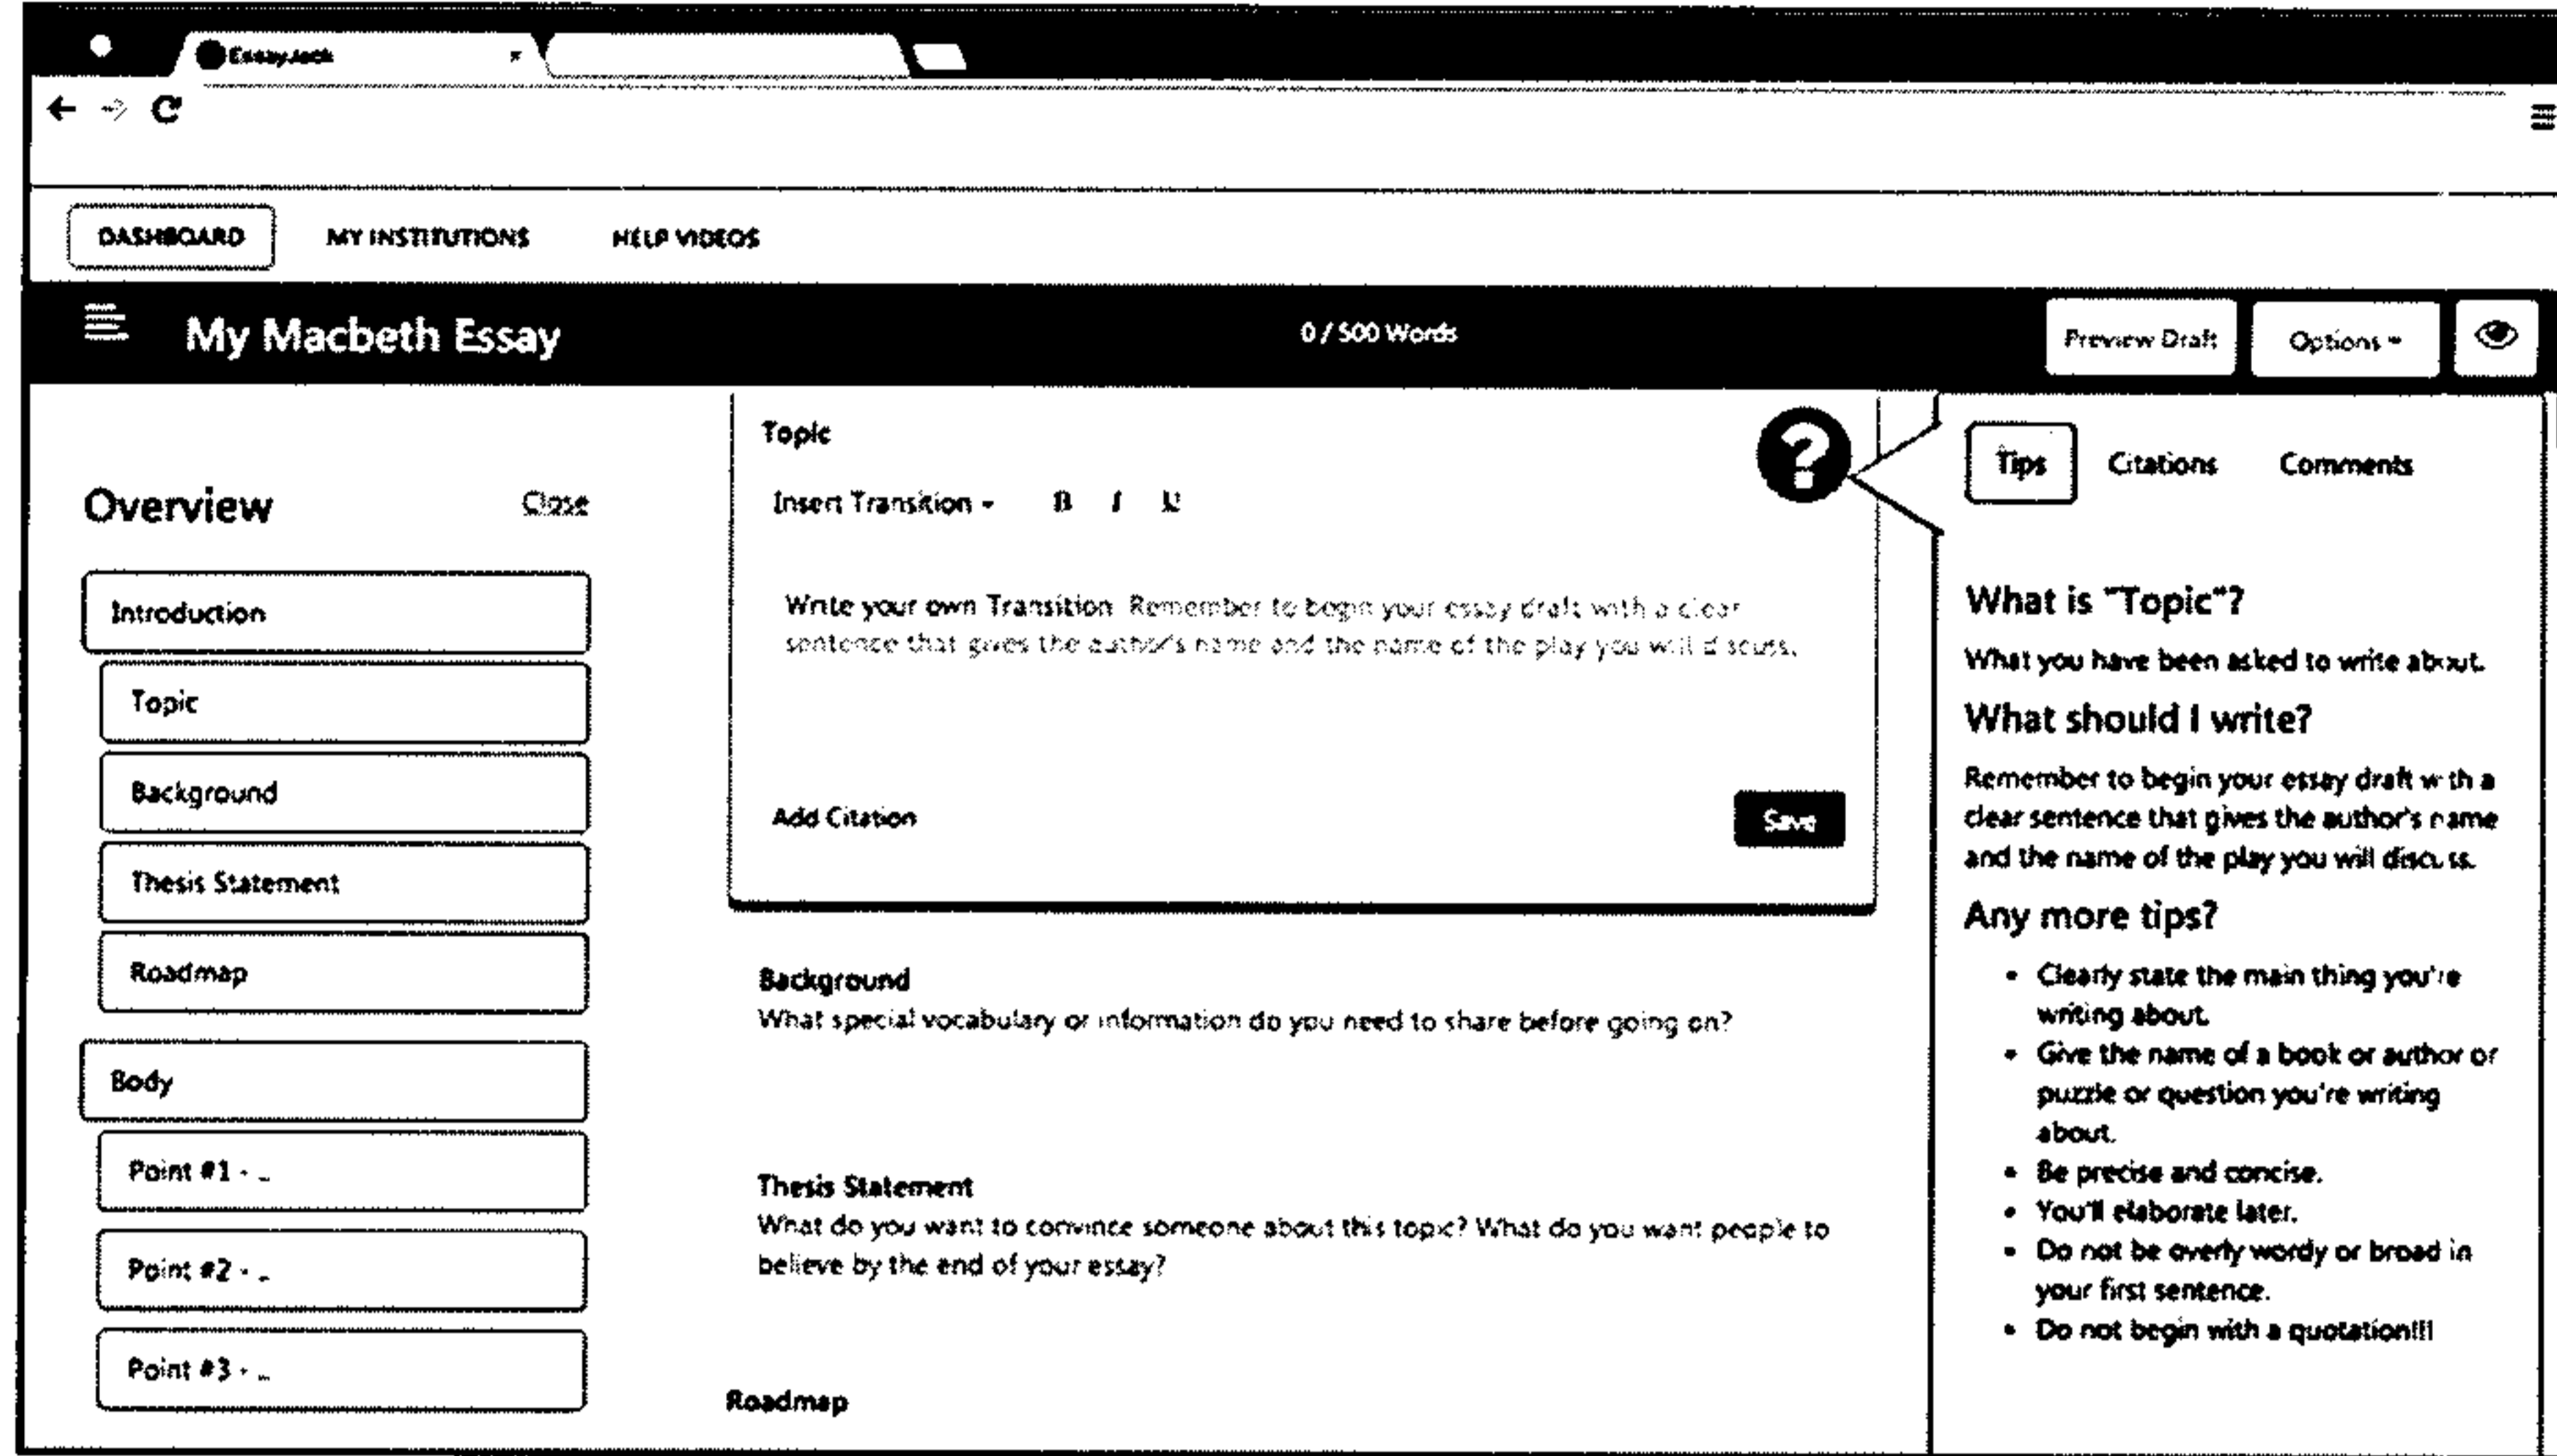 EssayJack
DASHBOARD MY INSTITUTIONS HELP VIDEOS
My Macbeth Essay 0 / 500 Words Preview Draft Options
Overview Close
Introduction
Topic
Background
Thesis Statement
Roadmap
Body
Point #1 - ..
Point #2 - ..
Point #3 - ..
Topic
Insert Transition B I U
?
Write your own Transition Remember to begin your essay draft with a clear
sentence that gives the author's name and the name of the play you will discuss.
Add Citation Save
Background
What special vocabulary or information do you need to share before going on?
Thesis Statement
What do you want to convince someone about this topic? What do you want people to
believe by the end of your essay?
Roadmap
Tips Citations Comments
What is "Topic"?
What you have been asked to write about.
What should I write?
Remember to begin your essay draft with a
clear sentence that gives the author's name
and the name of the play you will discuss.
Any more tips?
• Clearly state the main thing you're
writing about.
• Give the name of a book or author or
puzzle or question you're writing
about.
• Be precise and concise.
• You'll elaborate later.
• Do not be overly wordy or broad in
your first sentence.
• Do not begin with a quotation!!!